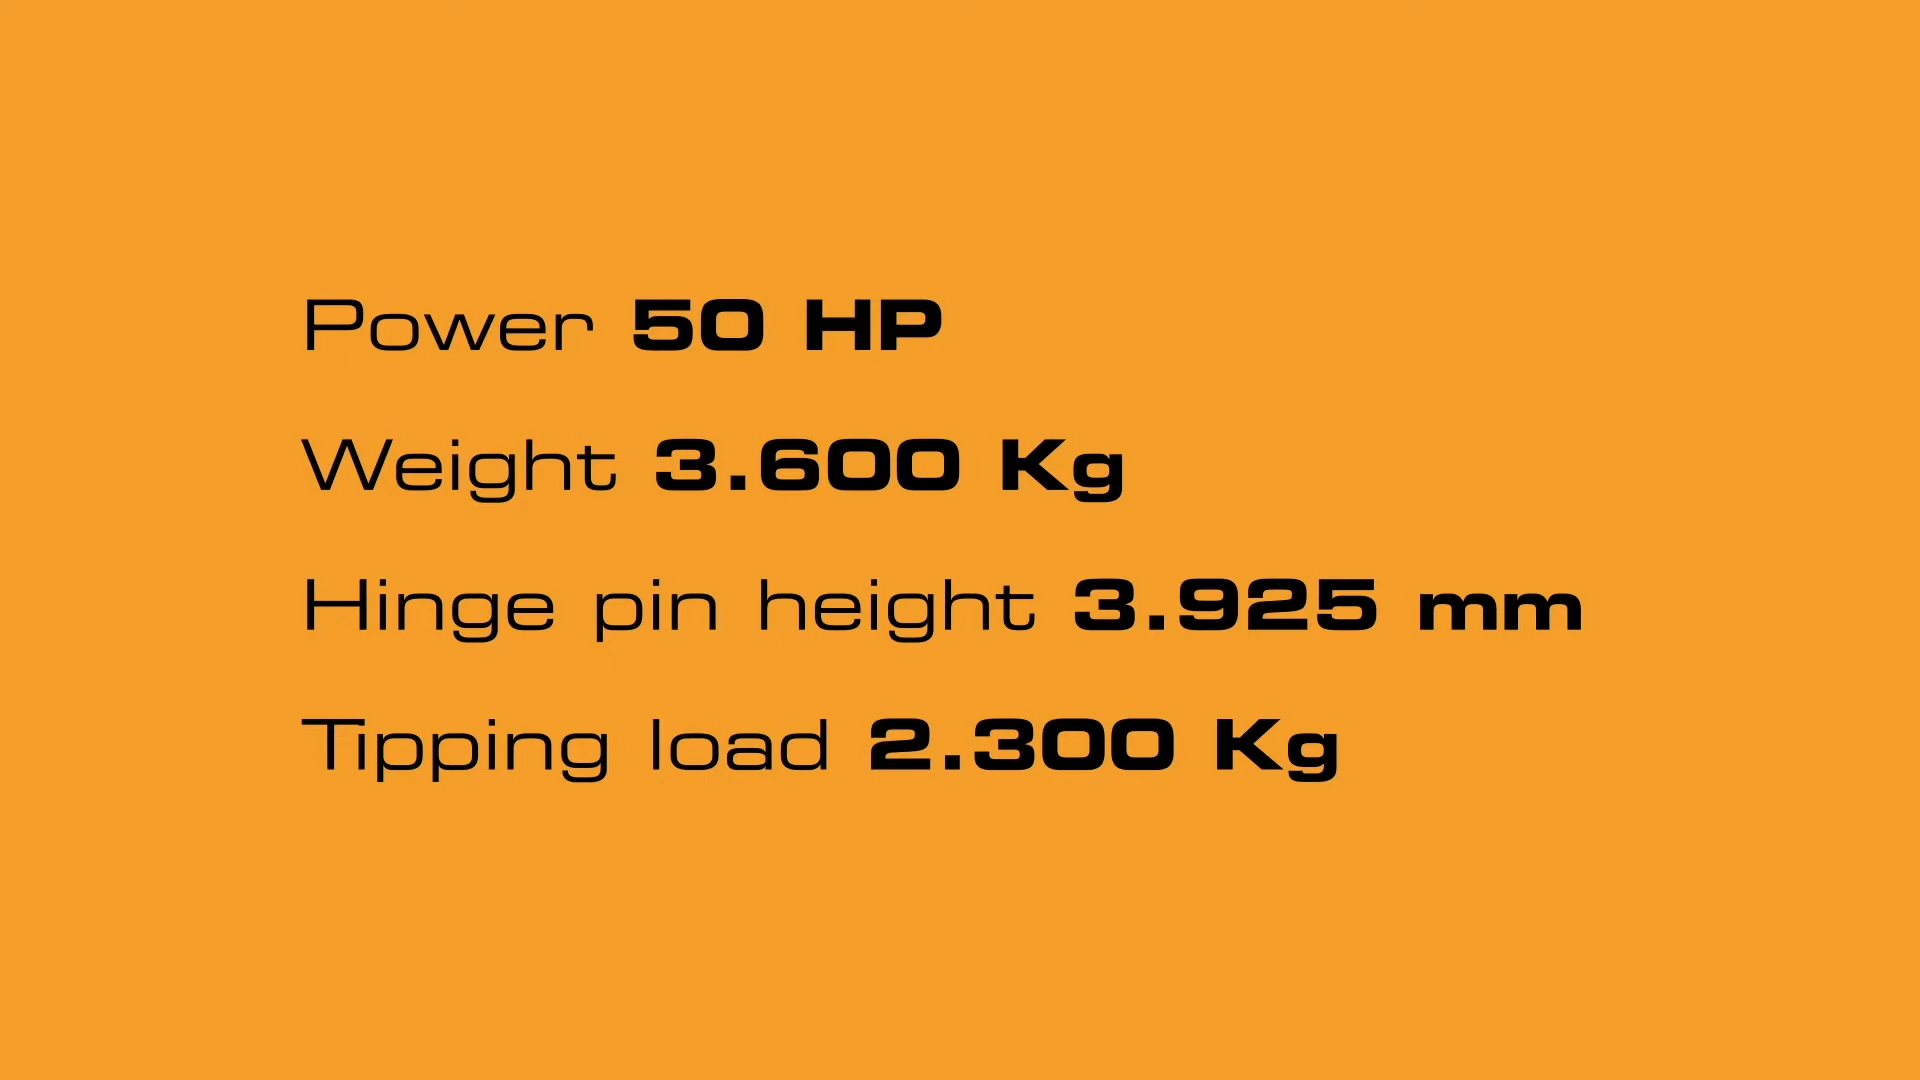 Power 50 HP
Weight 3.600 Kg
Hinge pin height 3.925 mm
Tipping load 2.300 Kg